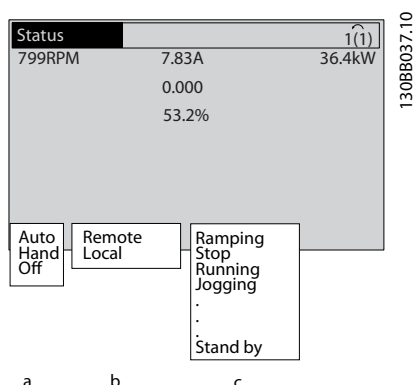 Status 1(1)
799RPM 7.83A 36.4kW
0.000
53.2%
Auto
Hand
Off
Remote
Local
Ramping
Stop
Running
Jogging
.
.
.
Stand by
a b c
130BB037.10